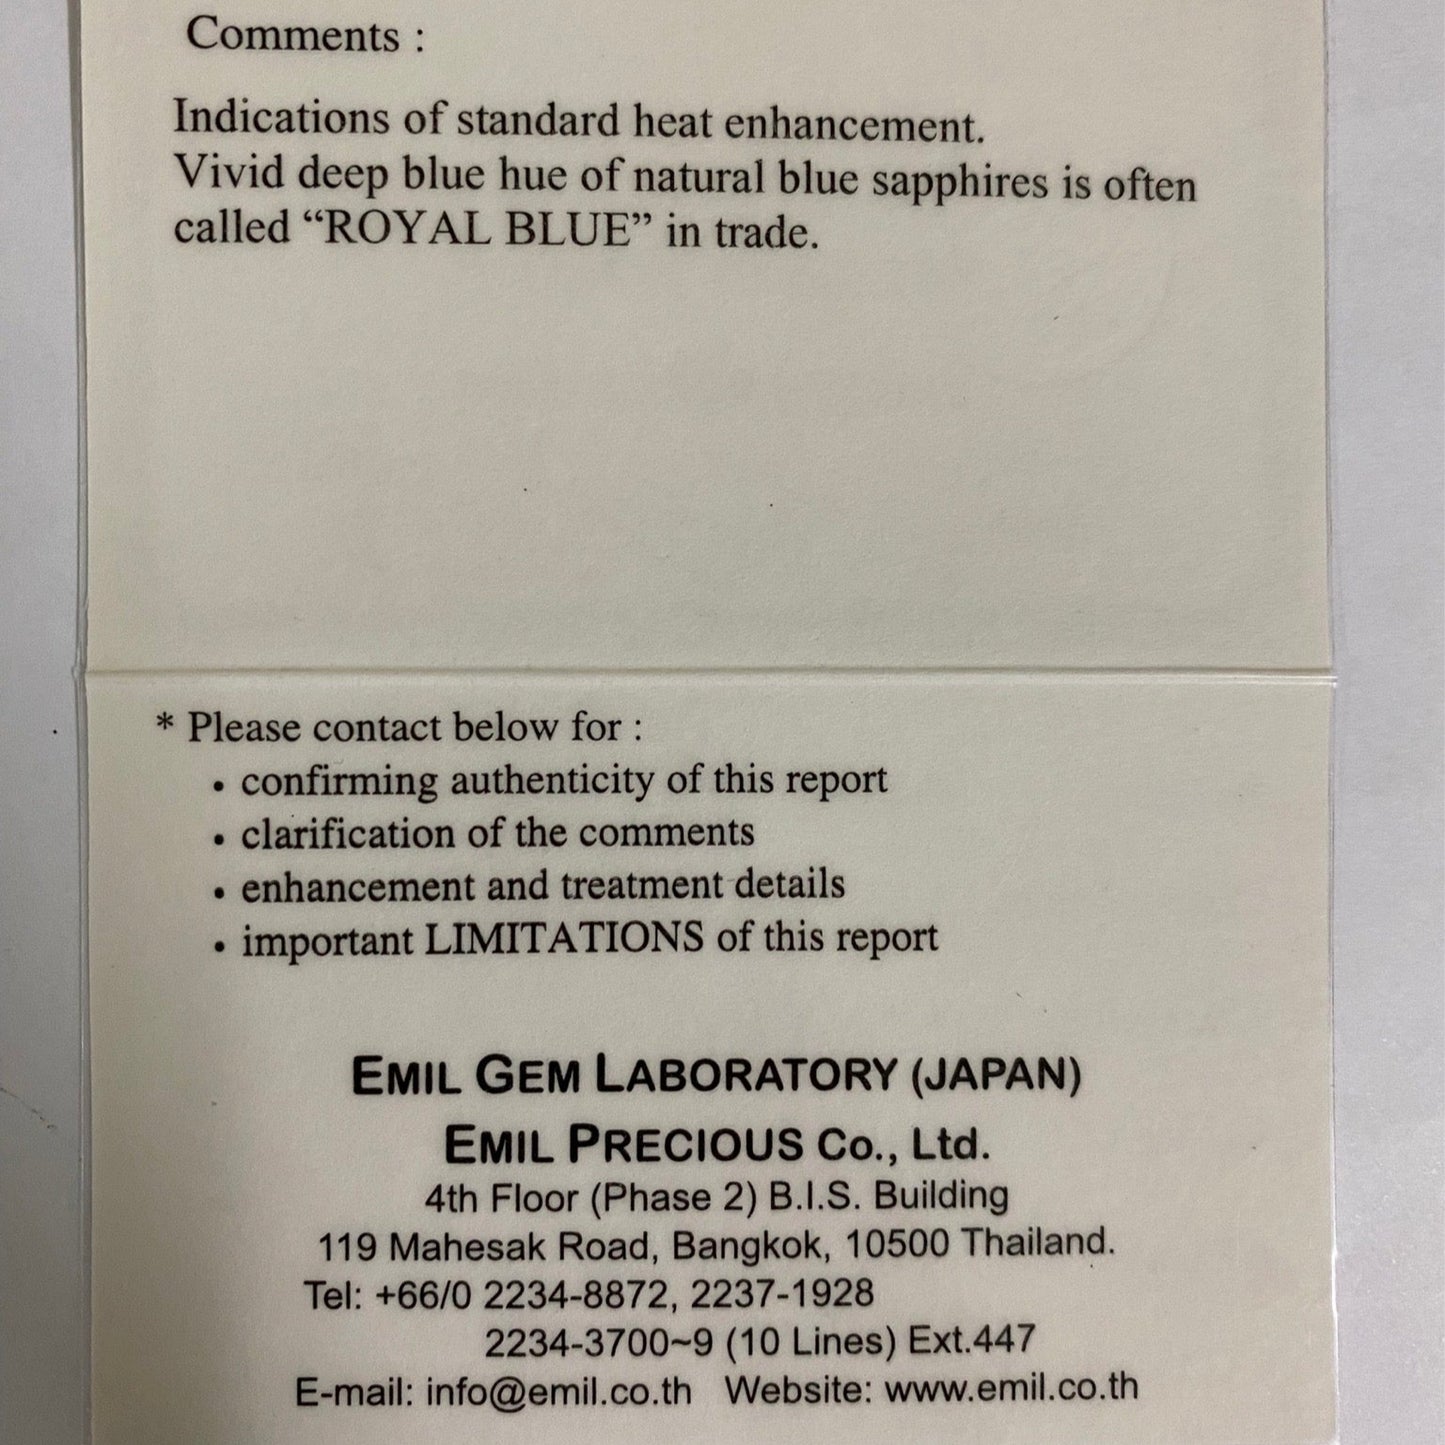 Comments :
Indications of standard heat enhancement.
Vivid deep blue hue of natural blue sapphires is often
called “ROYAL BLUE” in trade.
* Please contact below for :
• confirming authenticity of this report
• clarification of the comments
• enhancement and treatment details
• important LIMITATIONS of this report
EMIL GEM LABORATORY (JAPAN)
EMIL PRECIOUS Co., Ltd.
4th Floor (Phase 2) B.I.S. Building
119 Mahesak Road, Bangkok, 10500 Thailand.
Tel: +66/0 2234-8872, 2237-1928
2234-3700~9 (10 Lines) Ext.447
E-mail: info@emil.co.th Website: www.emil.co.th